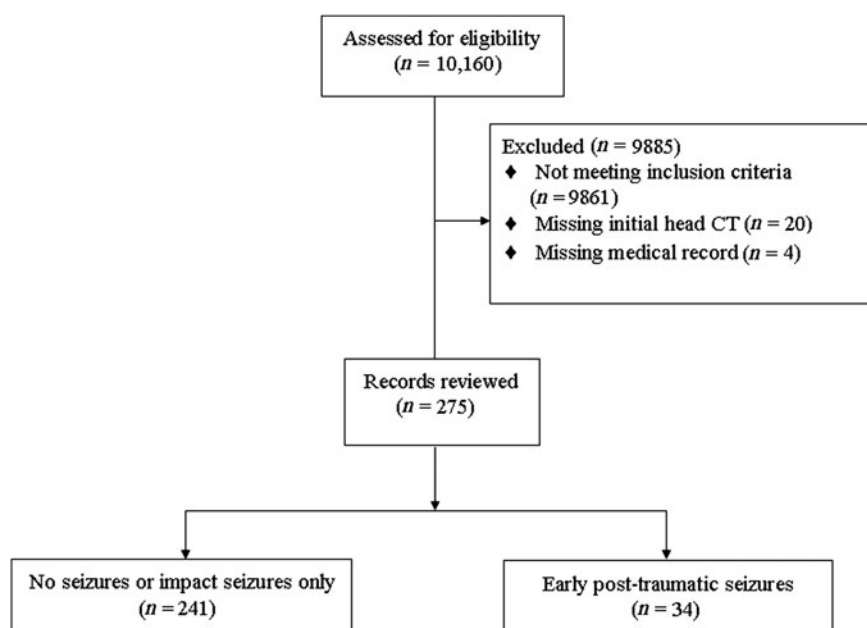 Assessed for eligibility
(n = 10,160)
Excluded (n = 9885)
♦ Not meeting inclusion criteria
(n = 9861)
♦ Missing initial head CT (n = 20)
♦ Missing medical record (n = 4)
Records reviewed
(n = 275)
No seizures or impact seizures only
(n = 241)
Early post-traumatic seizures
(n = 34)